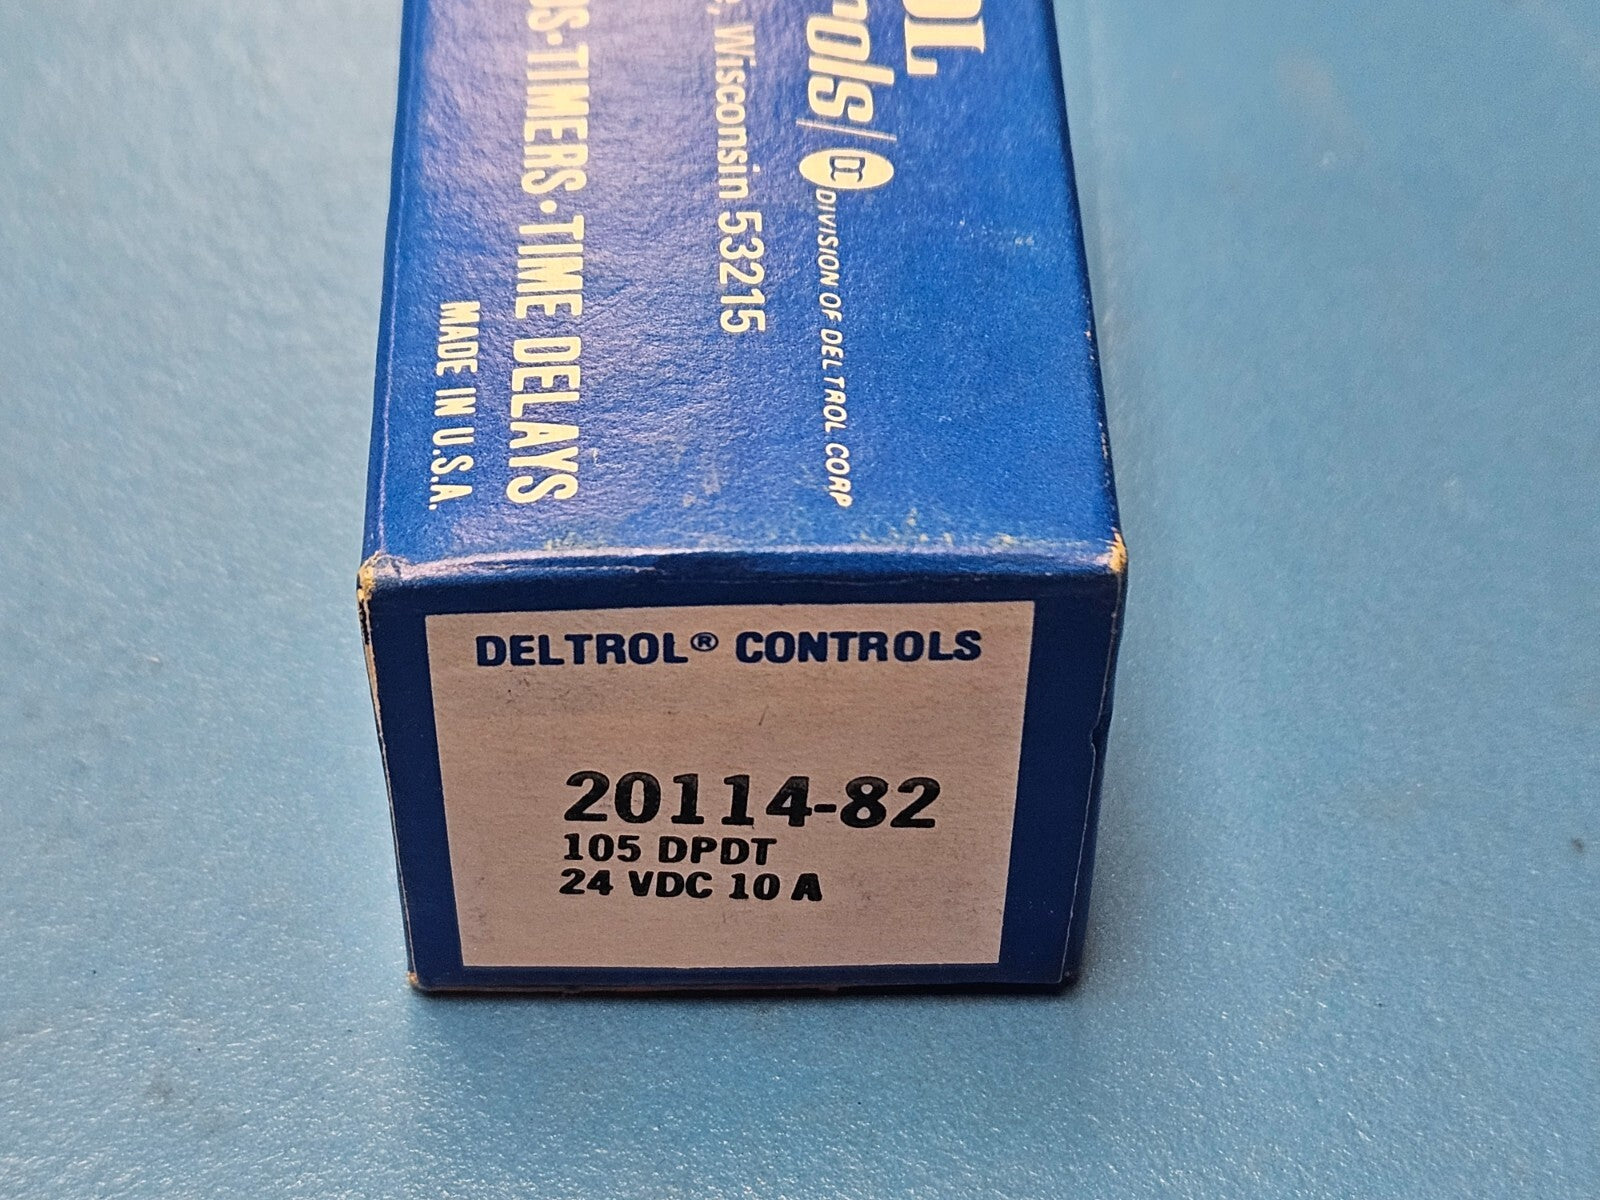 DIVISION OF DELTROL CORP
Wisconsin 53215
TIMERS • TIME DELAYS
MADE IN U.S.A.
DELTROL® CONTROLS
20114-82
105 DPDT
24 VDC 10 A